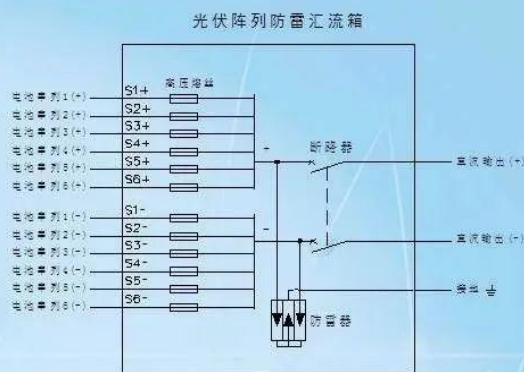 光伏阵列防雷汇流箱
高压熔丝
电池串列1(+) S1+
电池串列2(+) S2+
电池串列3(+) S3+
电池串列4(+) S4+
电池串列5(+) S5+
电池串列6(+) S6+
+ 断路器 直流输出(+)
电池串列1(-) S1-
电池串列2(-) S2-
电池串列3(-) S3-
电池串列4(-) S4-
电池串列5(-) S5-
电池串列6(-) S6-
- 直流输出(-)
接地
防雷器